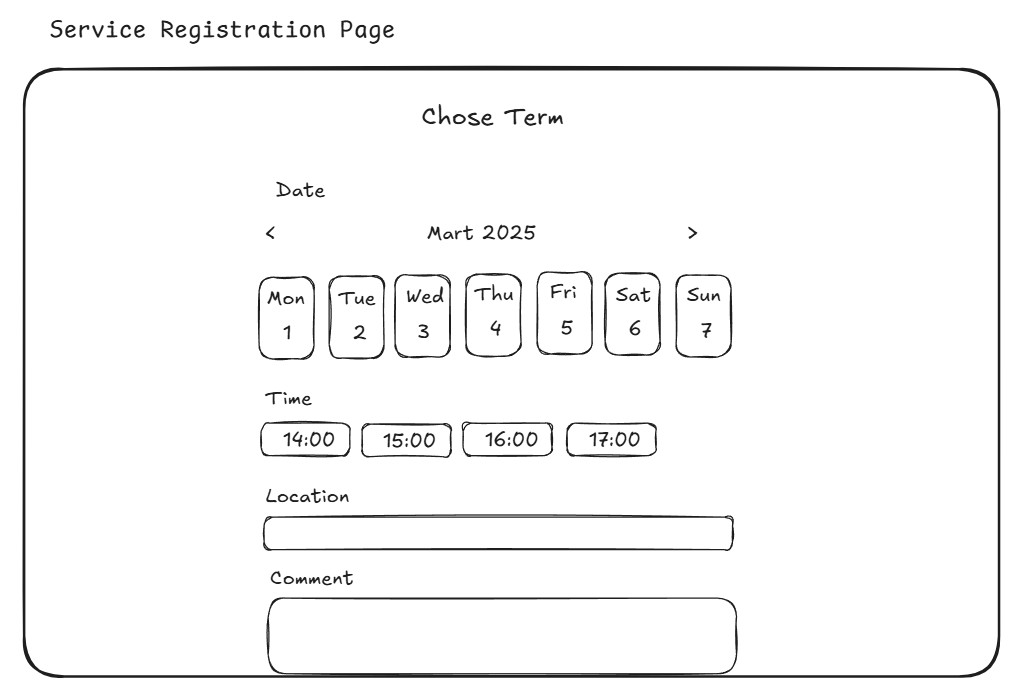 Service Registration Page
Chose Term
Date
< Mart 2025 >
Mon Tue Wed Thu Fri Sat Sun
1 2 3 4 5 6 7
Time
14:00 15:00 16:00 17:00
Location
Comment